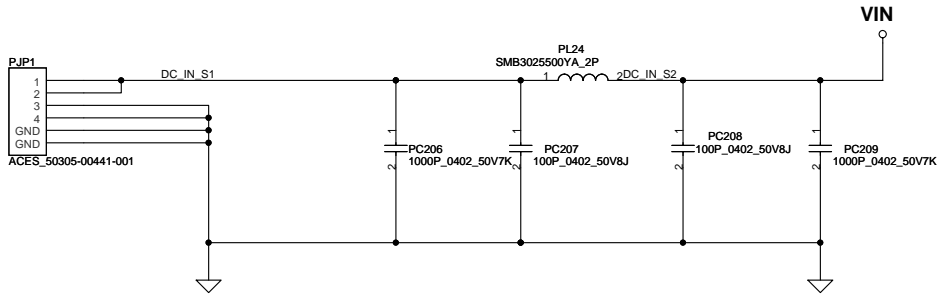 VIN
PL24
SMB3025500YA_2P
PJP1
1
2
3
4
GND
GND
ACES_50305-00441-001
DC_IN_S1
1
2
DC_IN_S2
1
2
PC206
1000P_0402_50V7K
1
2
PC207
100P_0402_50V8J
1
2
PC208
100P_0402_50V8J
1
2
PC209
1000P_0402_50V7K